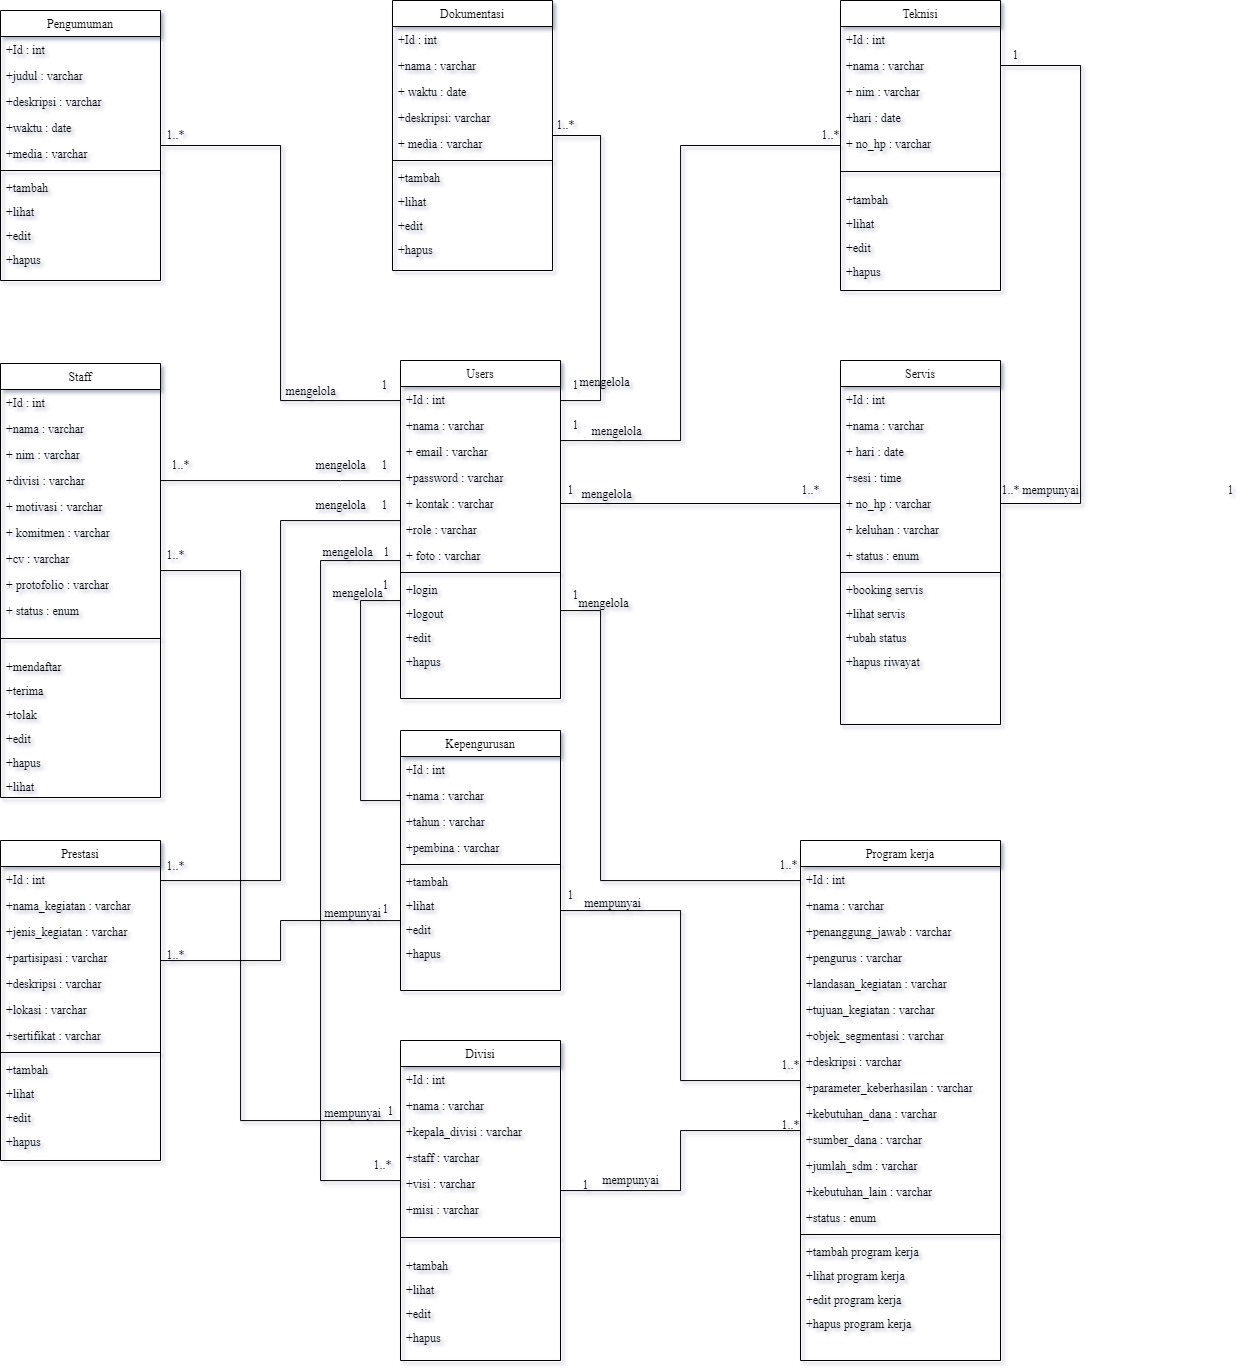 Pengumuman
+Id : int
+judul : varchar
+deskripsi : varchar
+waktu : date
+media : varchar
+tambah
+lihat
+edit
+hapus
1..*
mengelola
1
Dokumentasi
+Id : int
+nama : varchar
+ waktu : date
+deskripsi: varchar
+ media : varchar
+tambah
+lihat
+edit
+hapus
1..*
1
mengelola
Teknisi
+Id : int
+nama : varchar
+ nim : varchar
+hari : date
+ no_hp : varchar
+tambah
+lihat
+edit
+hapus
1
1..*
1
mengelola
Staff
+Id : int
+nama : varchar
+ nim : varchar
+divisi : varchar
+ motivasi : varchar
+ komitmen : varchar
+cv : varchar
+ protofolio : varchar
+ status : enum
+mendaftar
+terima
+tolak
+edit
+hapus
+lihat
1..*
mengelola
1
1..*
mengelola
1
mengelola
1
1
mengelola
Users
+Id : int
+nama : varchar
+ email : varchar
+password : varchar
+ kontak : varchar
+role : varchar
+ foto : varchar
+login
+logout
+edit
+hapus
1
mengelola
1..*
1
mengelola
Servis
+Id : int
+nama : varchar
+ hari : date
+sesi : time
+ no_hp : varchar
+ keluhan : varchar
+ status : enum
+booking servis
+lihat servis
+ubah status
+hapus riwayat
1..*
mempunyai
1
Prestasi
+Id : int
+nama_kegiatan : varchar
+jenis_kegiatan : varchar
+partisipasi : varchar
+deskripsi : varchar
+lokasi : varchar
+sertifikat : varchar
+tambah
+lihat
+edit
+hapus
1..*
1..*
mempunyai
1
Kepengurusan
+Id : int
+nama : varchar
+tahun : varchar
+pembina : varchar
+tambah
+lihat
+edit
+hapus
1
mempunyai
1..*
1..*
1..*
Divisi
+Id : int
+nama : varchar
+kepala_divisi : varchar
+staff : varchar
+visi : varchar
+misi : varchar
+tambah
+lihat
+edit
+hapus
mempunyai
1
1..*
1
mempunyai
Program kerja
+Id : int
+nama : varchar
+penanggung_jawab : varchar
+pengurus : varchar
+landasan_kegiatan : varchar
+tujuan_kegiatan : varchar
+objek_segmentasi : varchar
+deskripsi : varchar
+parameter_keberhasilan : varchar
+kebutuhan_dana : varchar
+sumber_dana : varchar
+jumlah_sdm : varchar
+kebutuhan_lain : varchar
+status : enum
+tambah program kerja
+lihat program kerja
+edit program kerja
+hapus program kerja